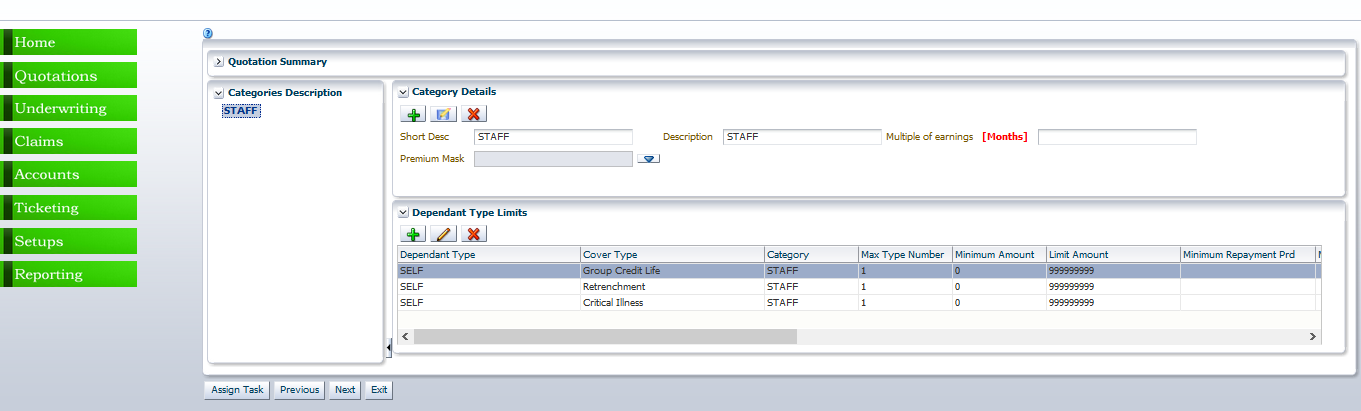 Home
Quotations
Underwriting
Claims
Accounts
Ticketing
Setups
Reporting
Quotation Summary
Categories Description
STAFF
Category Details
Short Desc STAFF Description STAFF Multiple of earnings [Months]
Premium Mask
Dependant Type Limits
Dependant Type Cover Type Category Max Type Number Minimum Amount Limit Amount Minimum Repayment Prd
SELF Group Credit Life STAFF 1 0 999999999
SELF Retrenchment STAFF 1 0 999999999
SELF Critical Illness STAFF 1 0 999999999
Assign Task Previous Next Exit